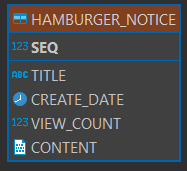 HAMBURGER_NOTICE
123 SEQ
ABC TITLE
CREATE_DATE
123 VIEW_COUNT
CONTENT